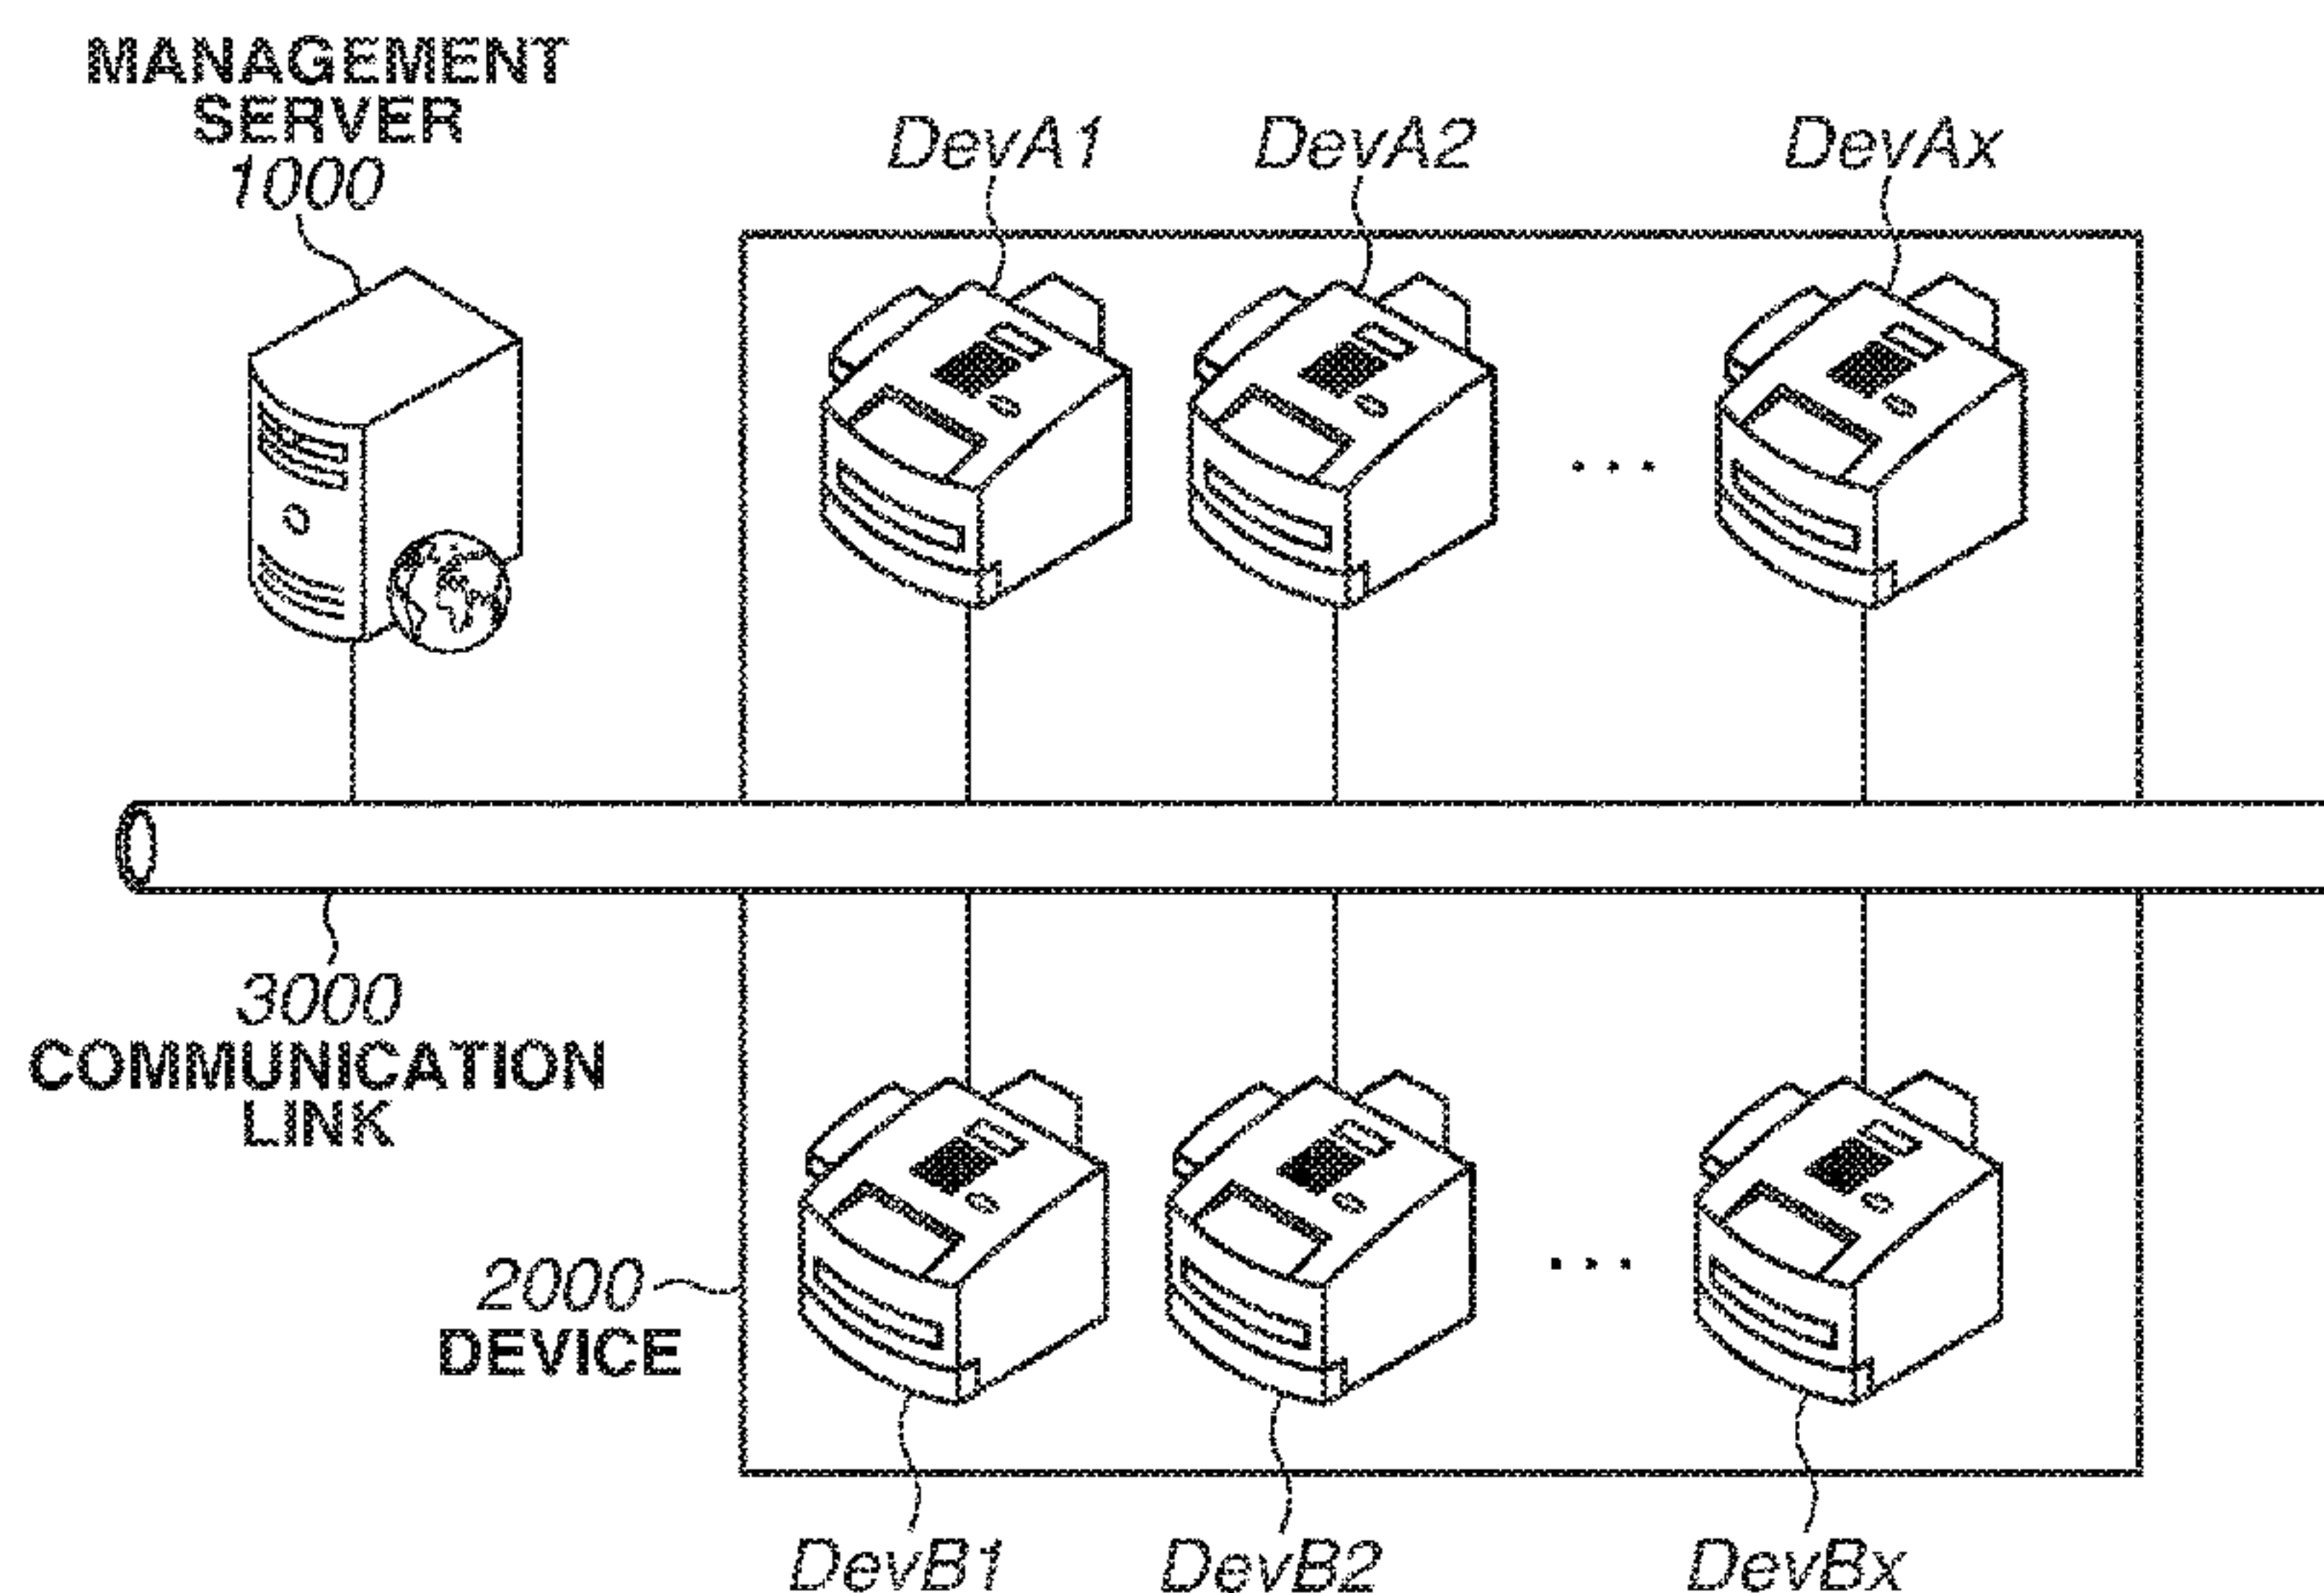 MANAGEMENT
SERVER
1000
DevA1
DevA2
DevAx
...
3000
COMMUNICATION
LINK
2000
DEVICE
...
DevB1
DevB2
DevBx